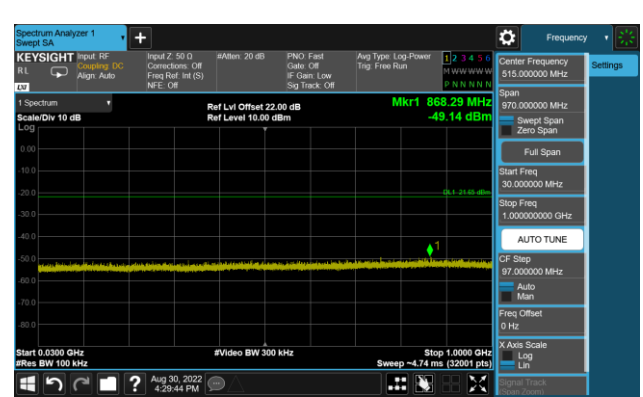 Spectrum Analyzer 1
Swept SA
+
Frequency
KEYSIGHT
RL
LXI
Input: RF
Coupling: DC
Align: Auto
Input Z: 50 Ω
Corrections: Off
Freq Ref: Int (S)
NFE: Off
#Atten: 20 dB
PNO: Fast
Gate: Off
IF Gain: Low
Sig Track: Off
Avg Type: Log-Power
Trig: Free Run
1 2 3 4 5 6
M W W W W W
P N N N N N
1 Spectrum
Scale/Div 10 dB
Log
Ref Lvl Offset 22.00 dB
Ref Level 10.00 dBm
Mkr1 868.29 MHz
-49.14 dBm
0.00
-10.0
-20.0
-30.0
-40.0
-50.0
-60.0
-70.0
-80.0
DL1 -21.65 dBm
1
Start 0.0300 GHz
#Res BW 100 kHz
#Video BW 300 kHz
Stop 1.0000 GHz
Sweep ~4.74 ms (32001 pts)
Center Frequency
515.000000 MHz
Settings
Span
970.000000 MHz
Swept Span
Zero Span
Full Span
Start Freq
30.000000 MHz
Stop Freq
1.000000000 GHz
AUTO TUNE
CF Step
97.000000 MHz
Auto
Man
Freq Offset
0 Hz
X Axis Scale
Log
Lin
Signal Track
(Span Zoom)
?
Aug 30, 2022
4:29:44 PM